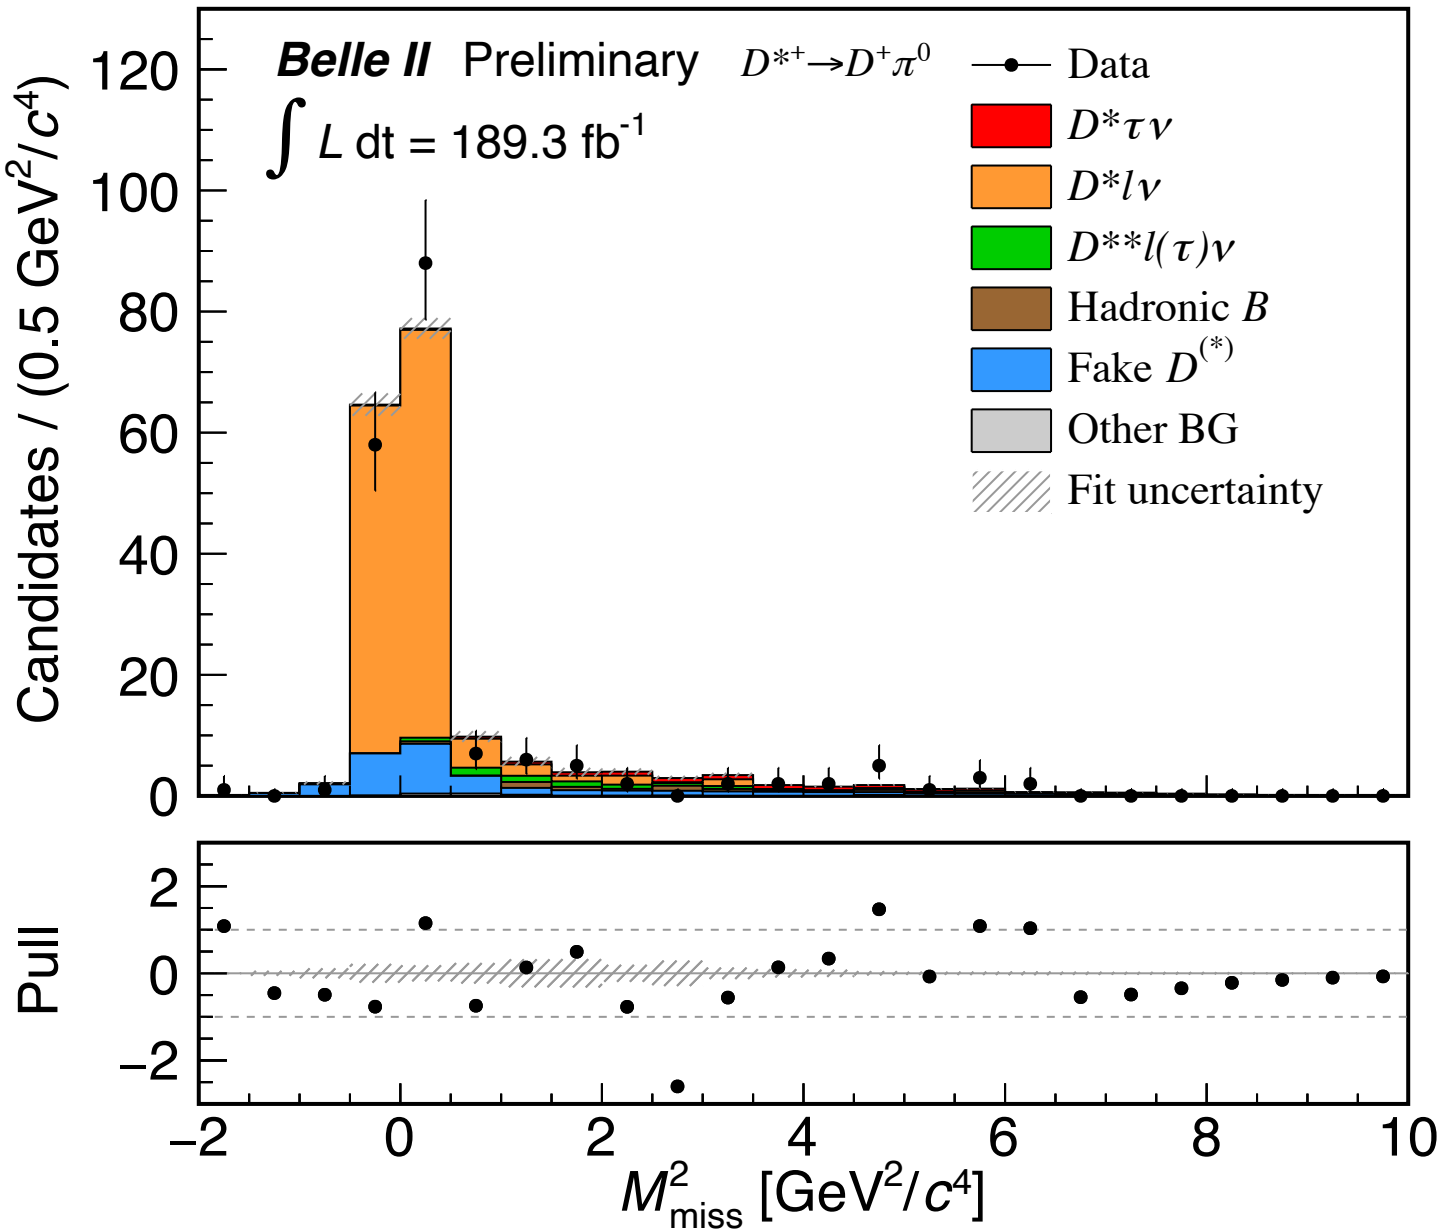 Belle II Preliminary D*+→D+π0
∫ L dt = 189.3 fb-1
Data
D*τν
D*lν
D**l(τ)ν
Hadronic B
Fake D(*)
Other BG
Fit uncertainty
Candidates / (0.5 GeV2/c4)
120
100
80
60
40
20
0
Pull
2
0
−2
−2 0 2 4 6 8 10
M2miss [GeV2/c4]